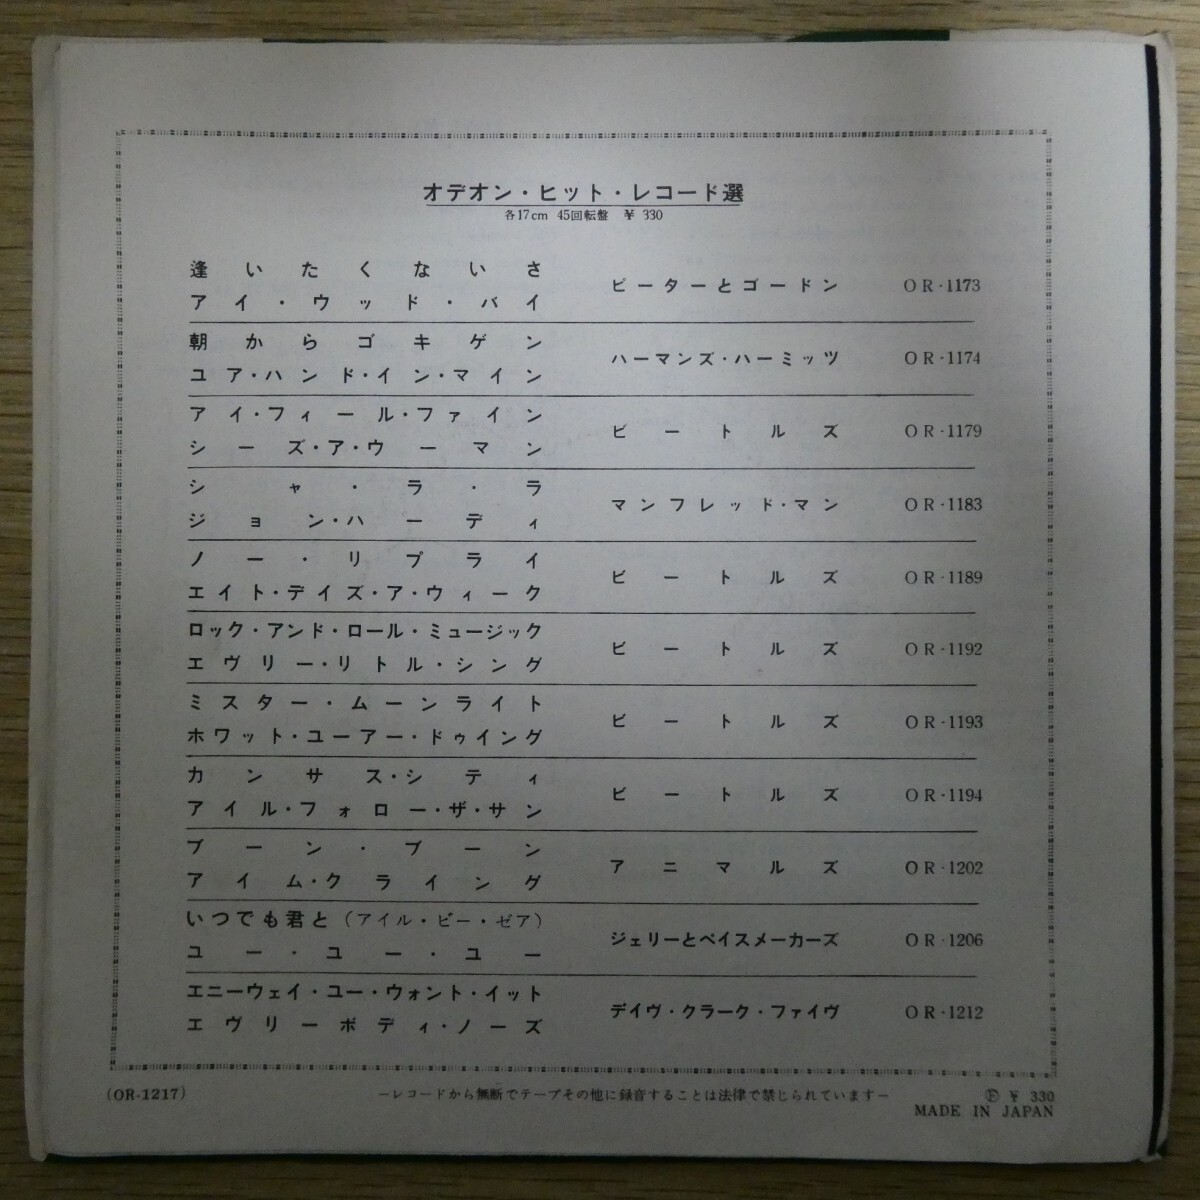 オデオン・ヒット・レコード選
各17cm 45回転盤 ¥ 330
逢いたくないさ
アイ・ウッド・バイ
ピーターとゴードン OR-1173
朝からゴキゲン
ユア・ハンド・イン・マイン
ハーマンズ・ハーミッツ OR-1174
アイ・フィール・ファイン
シーズ・ア・ウーマン
ビートルズ OR-1179
シャ・ラ・ラ
ジョン・ハーディ
マンフレッド・マン OR-1183
ノー・リプライ
エイト・デイズ・ア・ウィーク
ビートルズ OR-1189
ロック・アンド・ロール・ミュージック
エヴリー・リトル・シング
ビートルズ OR-1192
ミスター・ムーンライト
ホワット・ユーアー・ドゥイング
ビートルズ OR-1193
カンサス・シティ
アイル・フォロー・ザ・サン
ビートルズ OR-1194
ブーン・ブーン
アイム・クライング
アニマルズ OR-1202
いつでも君と(アイル・ビー・ゼア)
ユー・ユー・ユー
ジェリーとペイスメーカーズ OR-1206
エニーウェイ・ユー・ウォント・イット
エヴリーボディ・ノーズ
デイヴ・クラーク・ファイヴ OR-1212
(OR-1217)
－レコードから無断でテープその他に録音することは法律で禁じられています－
Ⓕ ¥ 330
MADE IN JAPAN